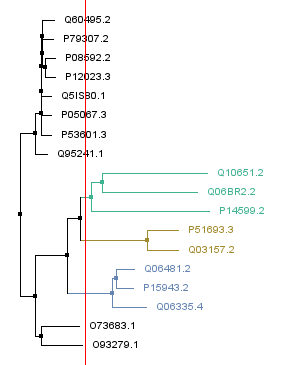 Q60495.2
P79307.2
P08592.2
P12023.3
Q5IS80.1
P05067.3
P53601.3
Q95241.1
Q10651.2
Q06BR2.2
P14599.2
P51693.3
Q03157.2
Q06481.2
P15943.2
Q06335.4
O73683.1
O93279.1